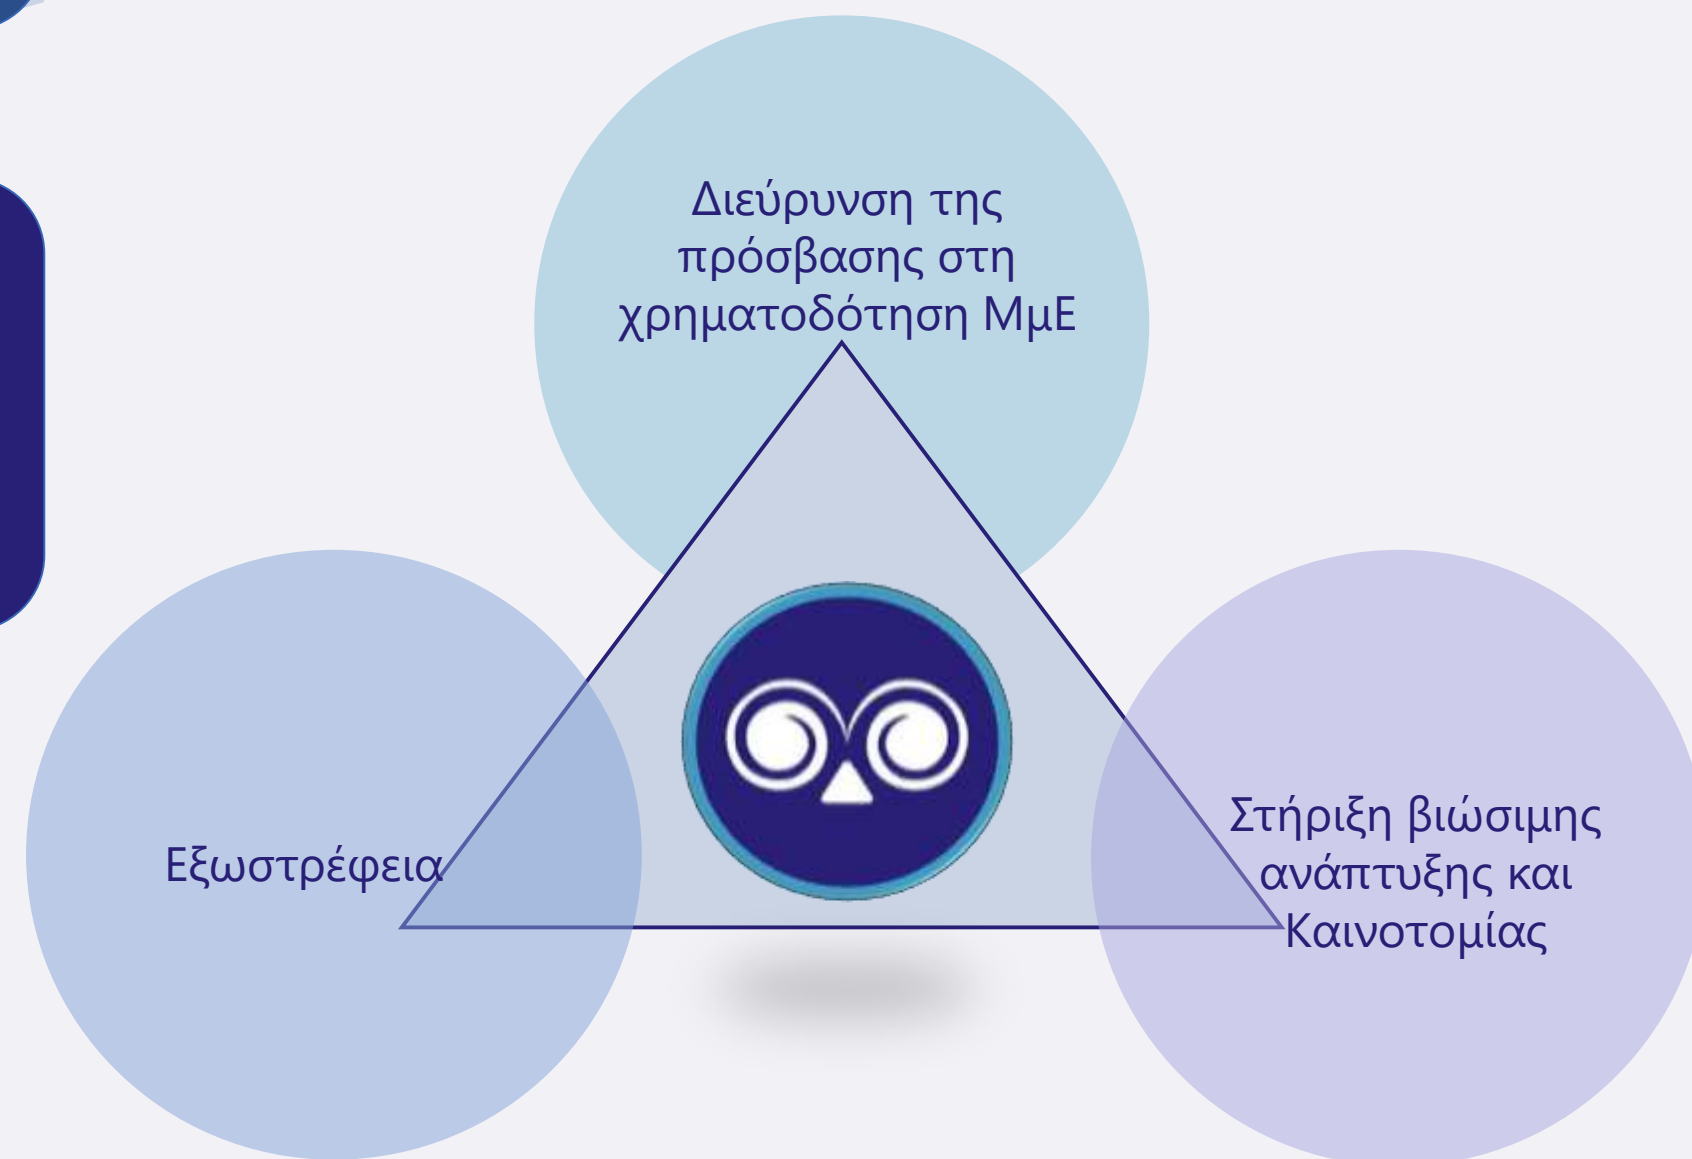 Διεύρυνση της
πρόσβασης στη
χρηματοδότηση ΜμΕ
Εξωστρέφεια
Στήριξη βιώσιμης
ανάπτυξης και
Καινοτομίας